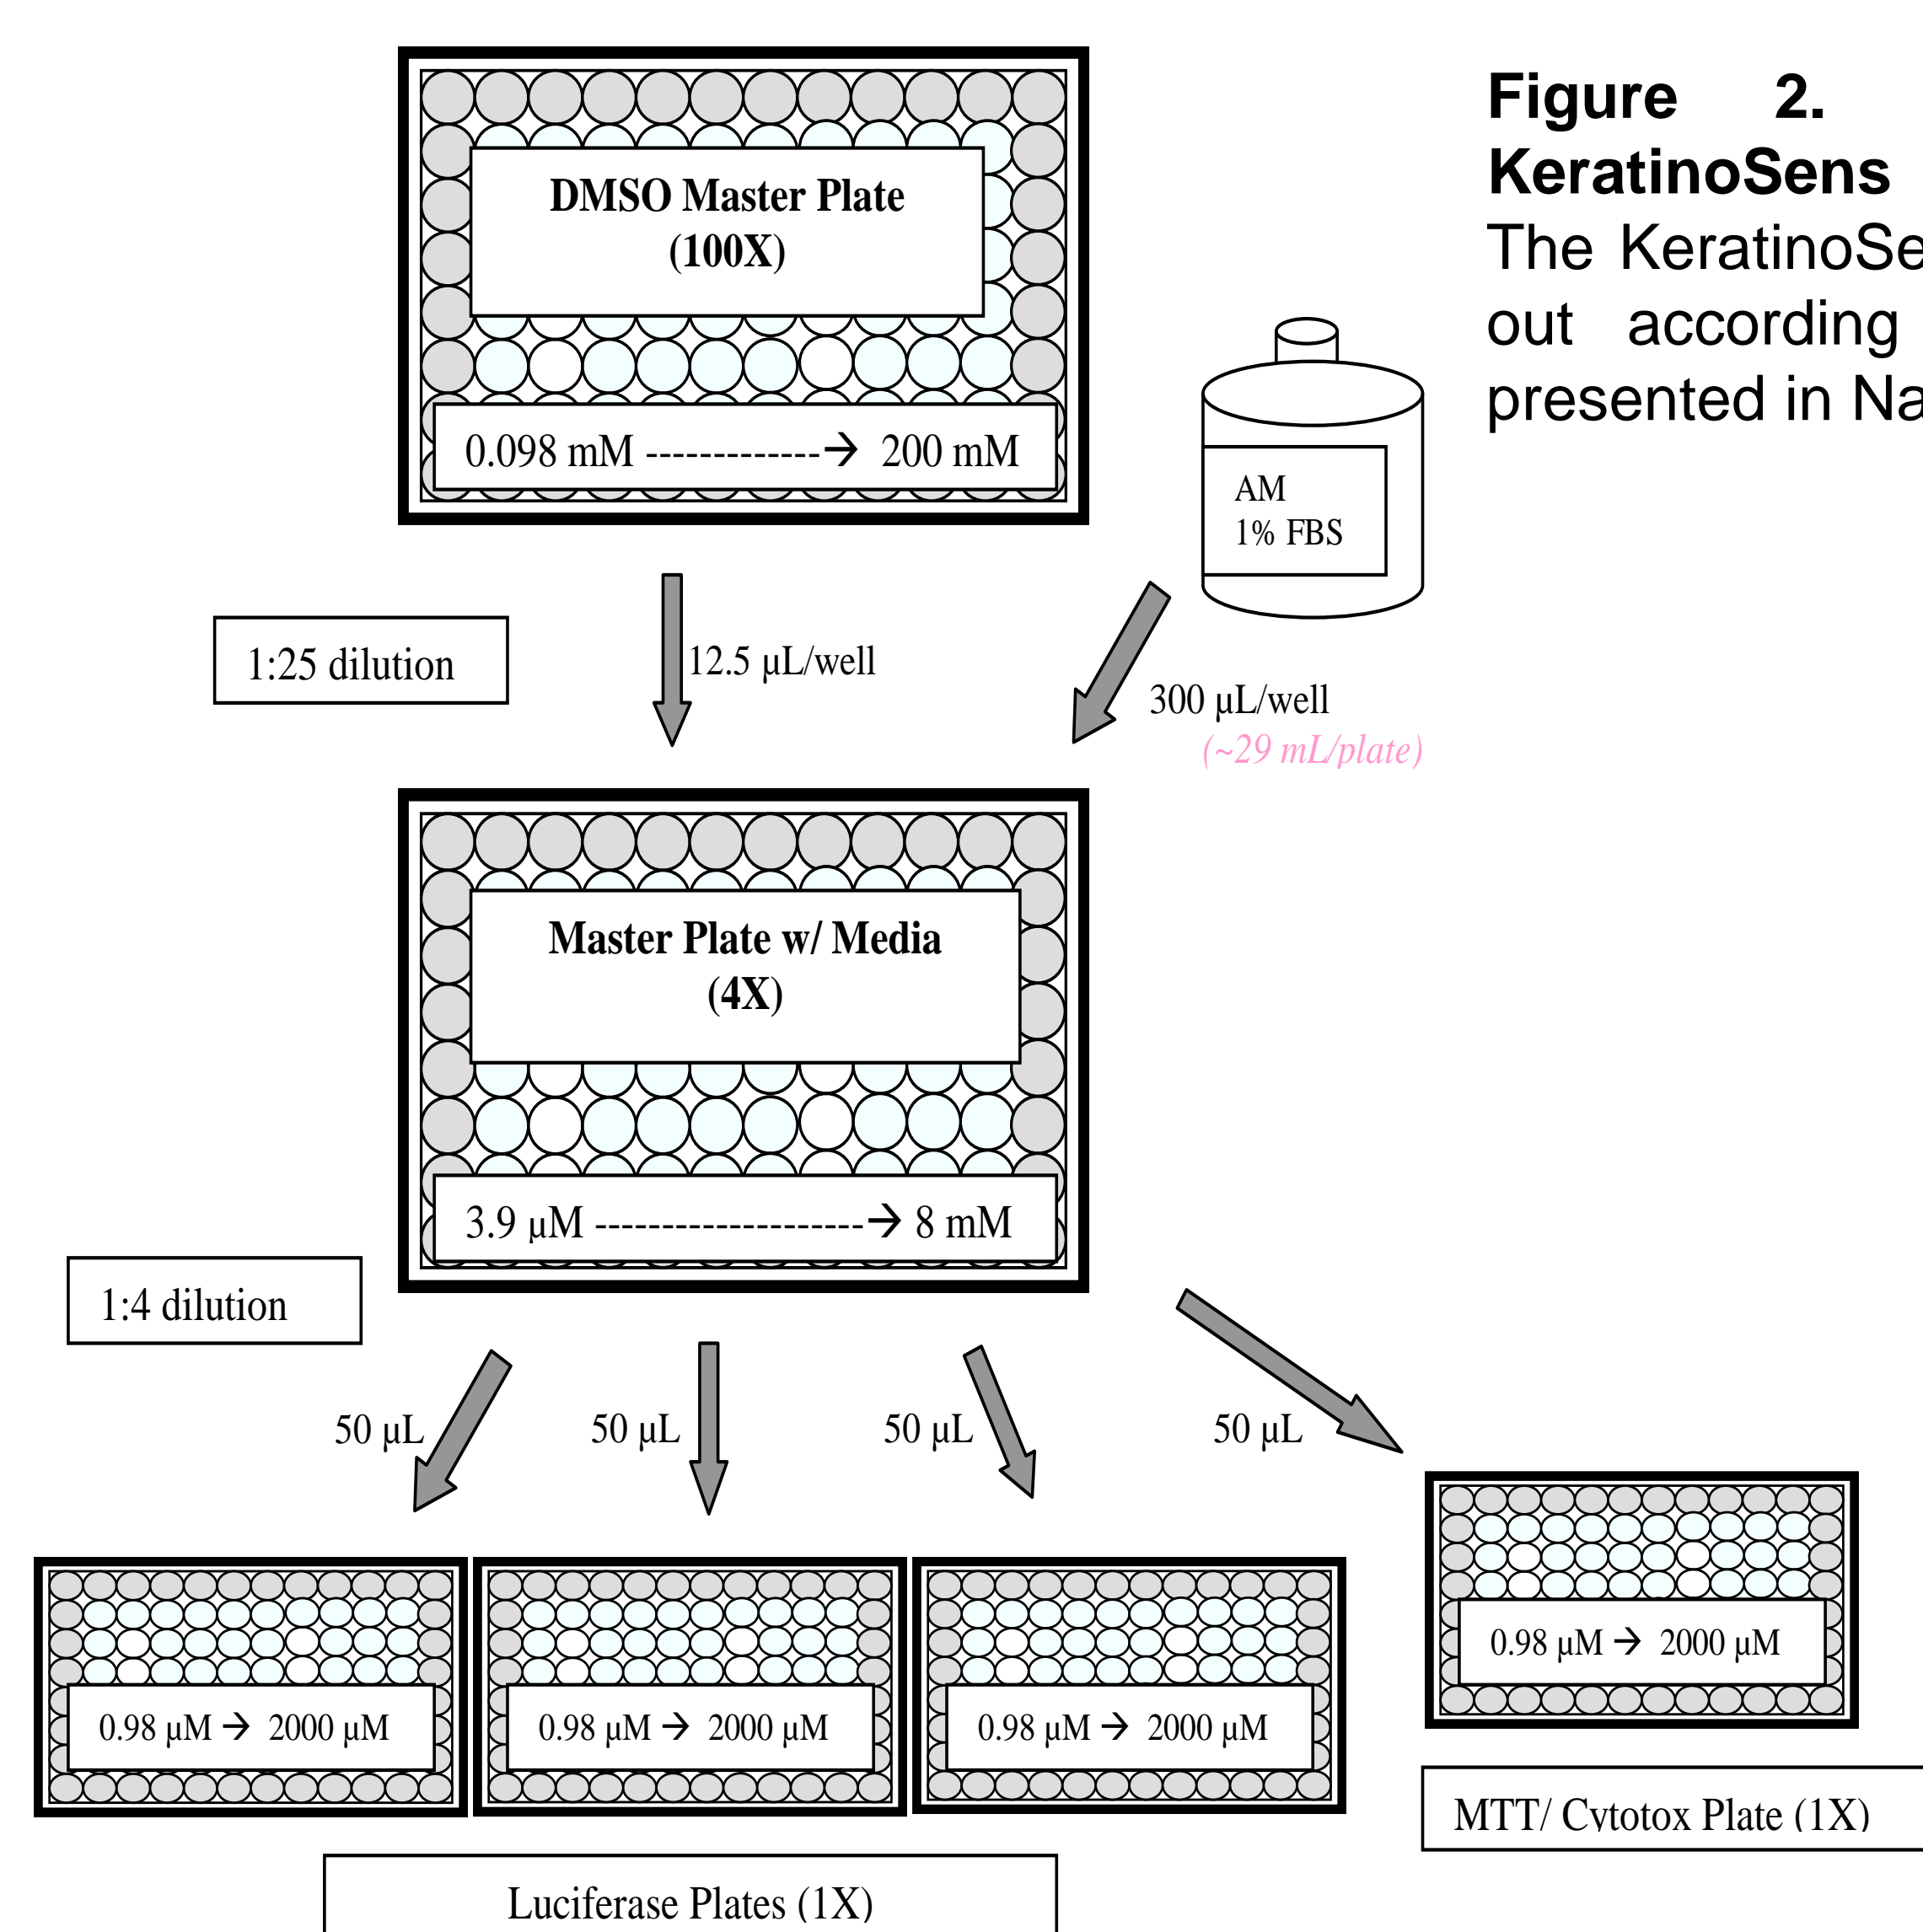 Figure 2.
KeratinoSens
The KeratinoSe
out according
presented in Na
DMSO Master Plate
(100X)
0.098 mM -------------→ 200 mM
AM
1% FBS
1:25 dilution
12.5 µL/well
300 µL/well
(~29 mL/plate)
Master Plate w/ Media
(4X)
3.9 µM --------------------→ 8 mM
1:4 dilution
50 µL
50 µL
50 µL
50 µL
0.98 µM → 2000 µM
0.98 µM → 2000 µM
0.98 µM → 2000 µM
0.98 µM → 2000 µM
MTT/ Cytotox Plate (1X)
Luciferase Plates (1X)